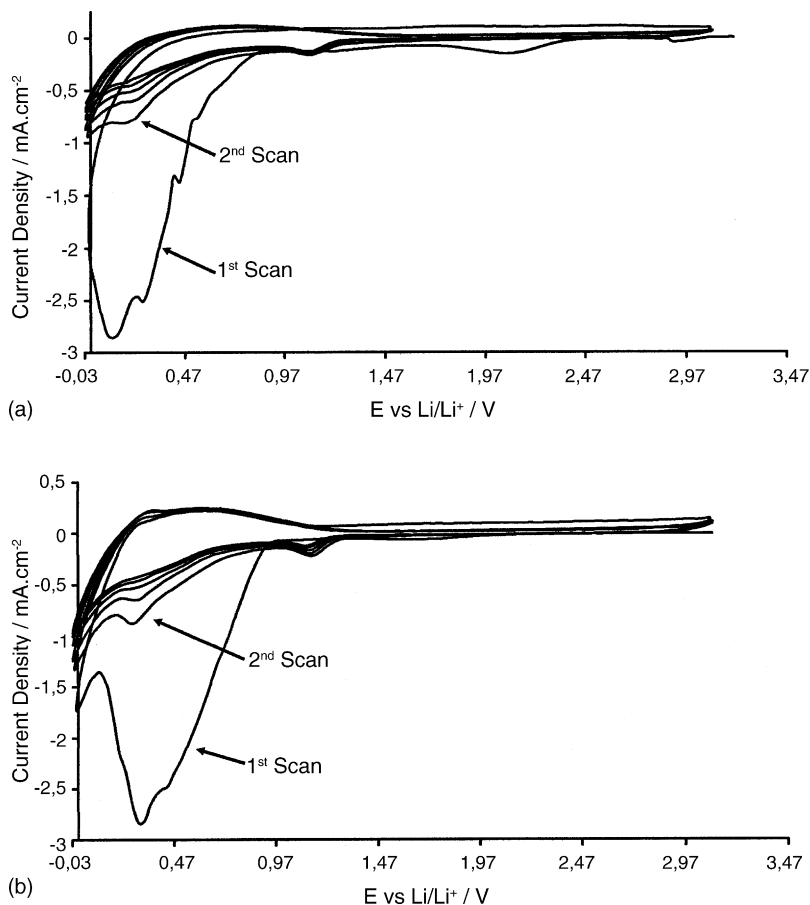 0
-0,5
-1
-1,5
-2
-2,5
-3
Current Density / mA.cm-2
2nd Scan
1st Scan
-0,03 0,47 0,97 1,47 1,97 2,47 2,97 3,47
(a)
E vs Li/Li+ / V
0,5
0
-0,5
-1
-1,5
-2
-2,5
-3
Current Density / mA.cm-2
2nd Scan
1st Scan
-0,03 0,47 0,97 1,47 1,97 2,47 2,97 3,47
(b)
E vs Li/Li+ / V